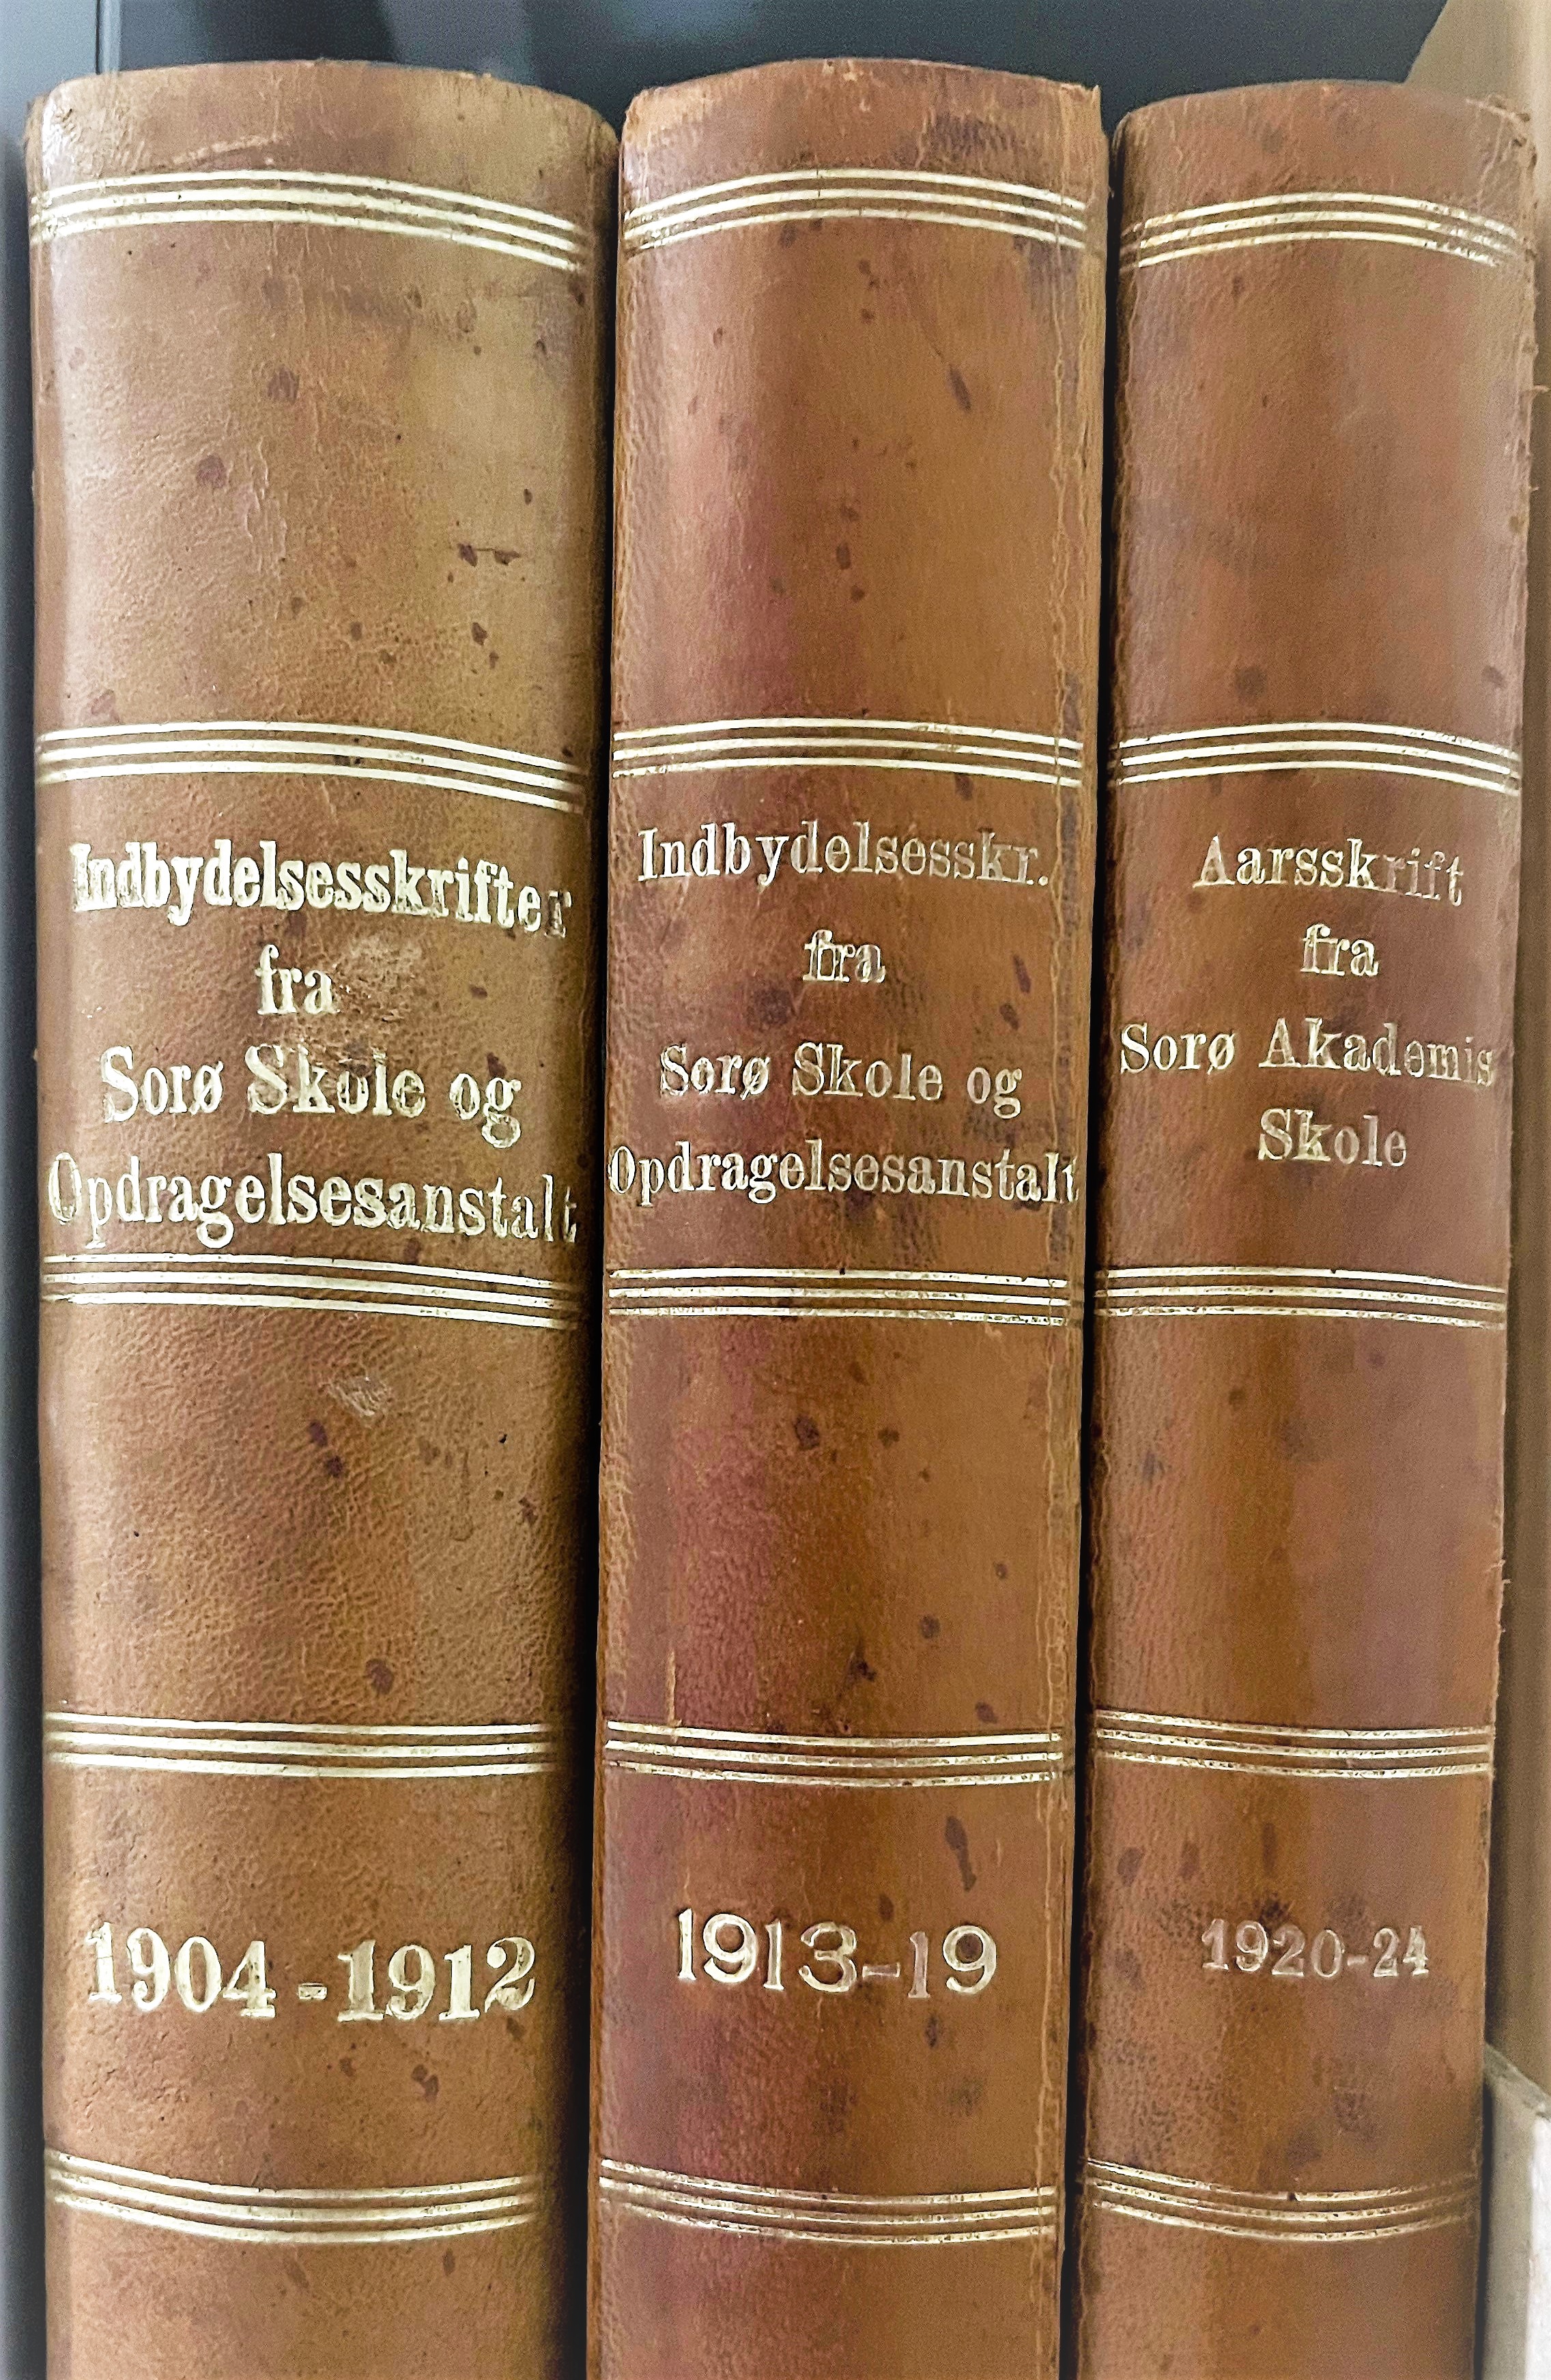 Indbydelsesskrifter
fra
Sorø Skole og
Opdragelsesanstalt
1904-1912
Indbydelsesskr.
fra
Sorø Skole og
Opdragelsesanstalt
1913-19
Aarsskrift
fra
Sorø Akademis
Skole
1920-24